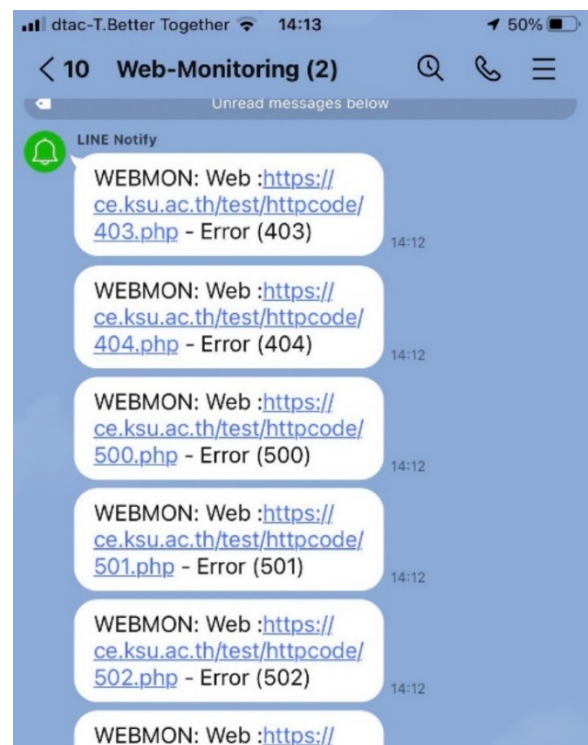 dtac-T.Better Together 14:13 50%
10 Web-Monitoring (2)
Unread messages below
LINE Notify
WEBMON: Web :https://
ce.ksu.ac.th/test/httpcode/
403.php - Error (403)
14:12
WEBMON: Web :https://
ce.ksu.ac.th/test/httpcode/
404.php - Error (404)
14:12
WEBMON: Web :https://
ce.ksu.ac.th/test/httpcode/
500.php - Error (500)
14:12
WEBMON: Web :https://
ce.ksu.ac.th/test/httpcode/
501.php - Error (501)
14:12
WEBMON: Web :https://
ce.ksu.ac.th/test/httpcode/
502.php - Error (502)
14:12
WEBMON: Web :https://